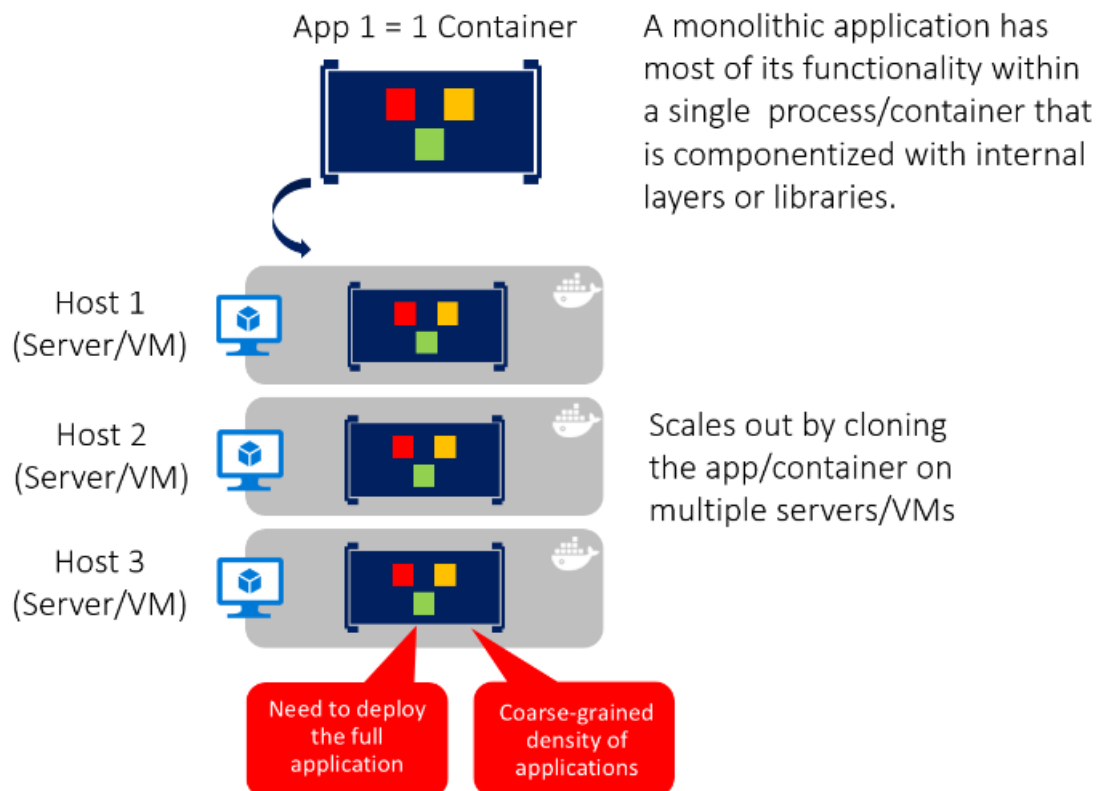 App 1 = 1 Container
A monolithic application has
most of its functionality within
a single process/container that
is componentized with internal
layers or libraries.
Host 1
(Server/VM)
Host 2
(Server/VM)
Scales out by cloning
the app/container on
multiple servers/VMs
Host 3
(Server/VM)
Need to deploy
the full
application
Coarse-grained
density of
applications